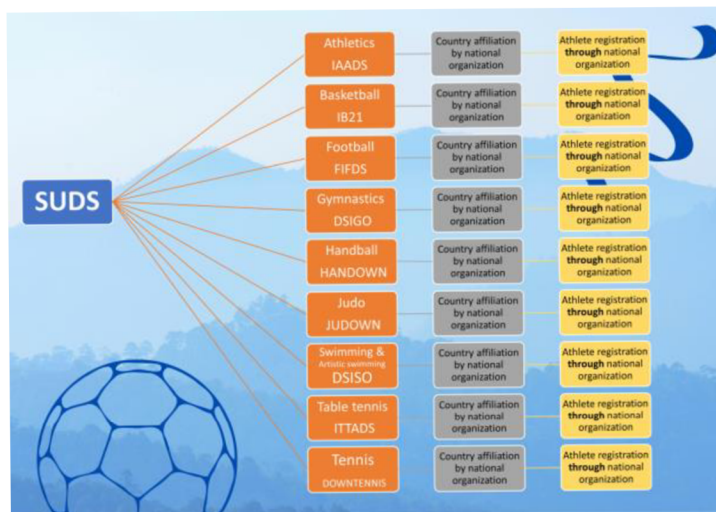 SUDS
Athletics
IAADS
Country affiliation
by national
organization
Athlete registration
through national
organization
Basketball
IB21
Country affiliation
by national
organization
Athlete registration
through national
organization
Football
FIFDS
Country affiliation
by national
organization
Athlete registration
through national
organization
Gymnastics
DSIGO
Country affiliation
by national
organization
Athlete registration
through national
organization
Handball
HANDOWN
Country affiliation
by national
organization
Athlete registration
through national
organization
Judo
JUDOWN
Country affiliation
by national
organization
Athlete registration
through national
organization
Swimming &
Artistic swimming
DSISO
Country affiliation
by national
organization
Athlete registration
through national
organization
Table tennis
ITTADS
Country affiliation
by national
organization
Athlete registration
through national
organization
Tennis
DOWNTENNIS
Country affiliation
by national
organization
Athlete registration
through national
organization